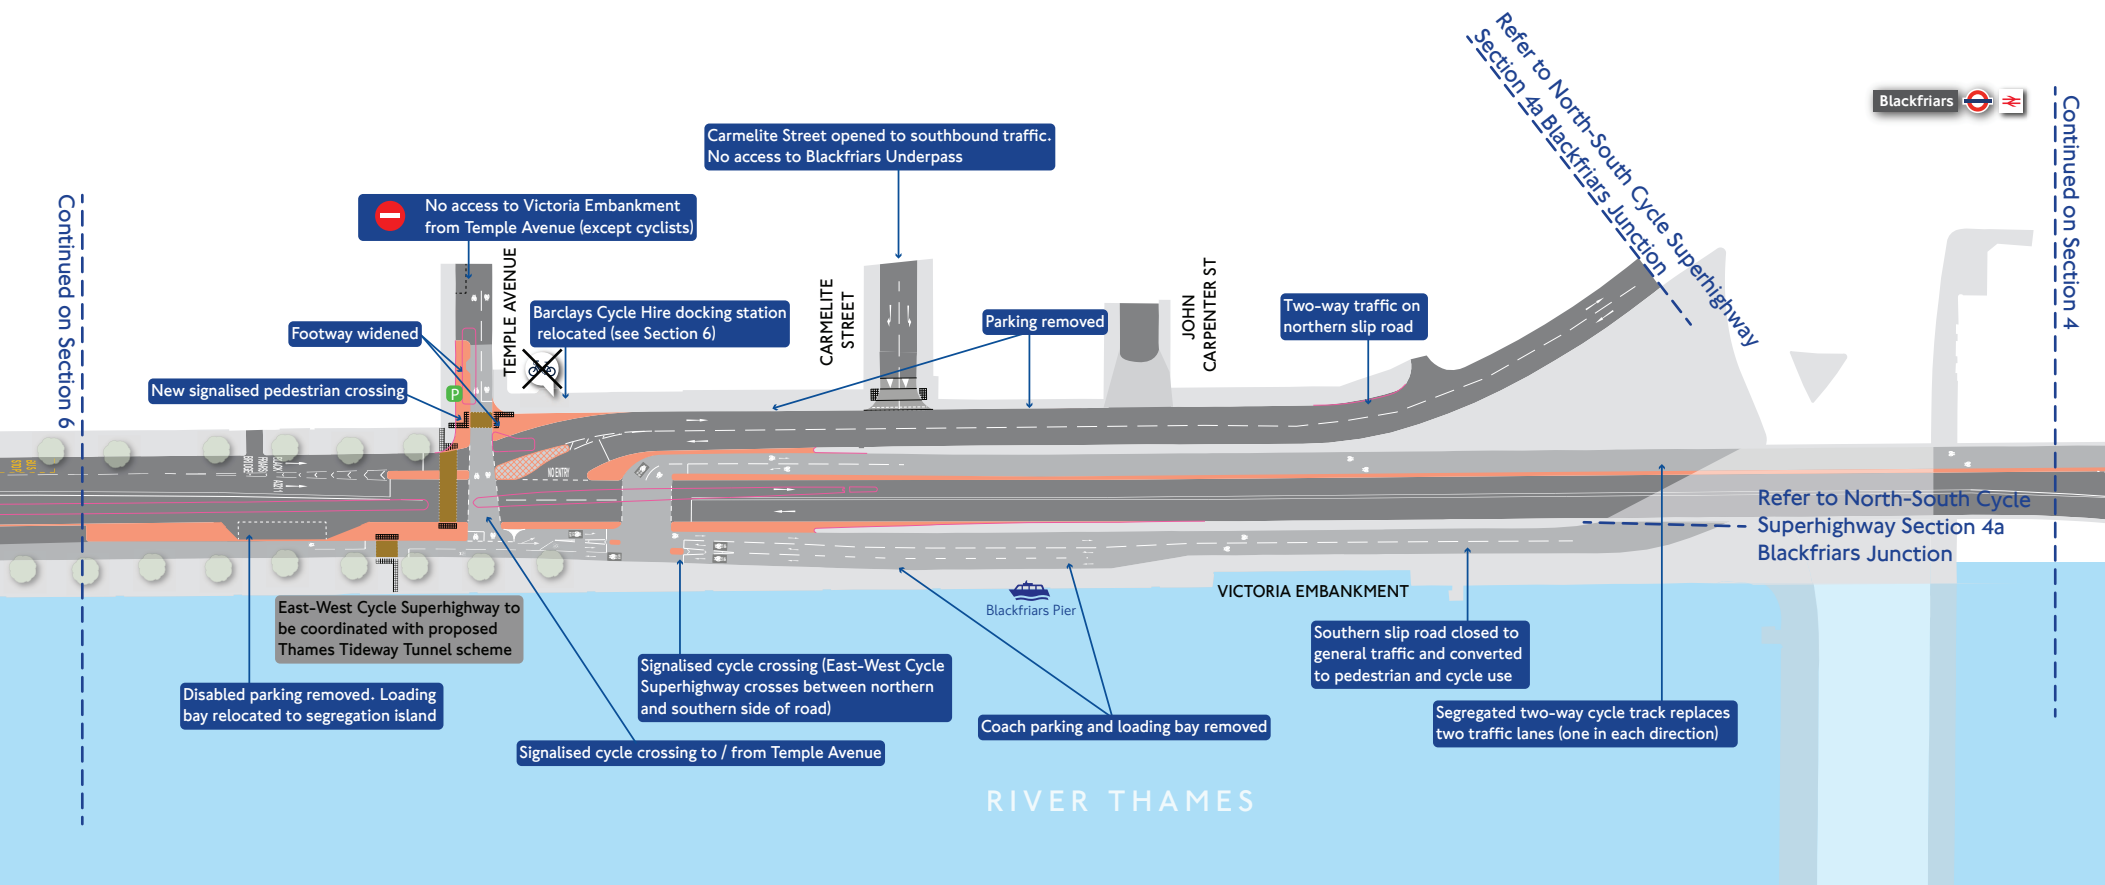 Refer to North-South Cycle Superhighway
Section 4a Blackfriars Junction
Blackfriars
Continued on Section 4
Carmelite Street opened to southbound traffic.
No access to Blackfriars Underpass
Continued on Section 6
No access to Victoria Embankment
from Temple Avenue (except cyclists)
TEMPLE AVENUE
CARMELITE
STREET
JOHN
CARPENTER ST
Barclays Cycle Hire docking station
relocated (see Section 6)
Footway widened
Parking removed
Two-way traffic on
northern slip road
New signalised pedestrian crossing
P
BUS
STOP
BLACK
FRIARS
BRIDGE
A201
NO ENTRY
Refer to North-South Cycle
Superhighway Section 4a
Blackfriars Junction
VICTORIA EMBANKMENT
Blackfriars Pier
East-West Cycle Superhighway to
be coordinated with proposed
Thames Tideway Tunnel scheme
Southern slip road closed to
general traffic and converted
to pedestrian and cycle use
Signalised cycle crossing (East-West Cycle
Superhighway crosses between northern
and southern side of road)
Disabled parking removed. Loading
bay relocated to segregation island
Coach parking and loading bay removed
Segregated two-way cycle track replaces
two traffic lanes (one in each direction)
Signalised cycle crossing to / from Temple Avenue
RIVER THAMES